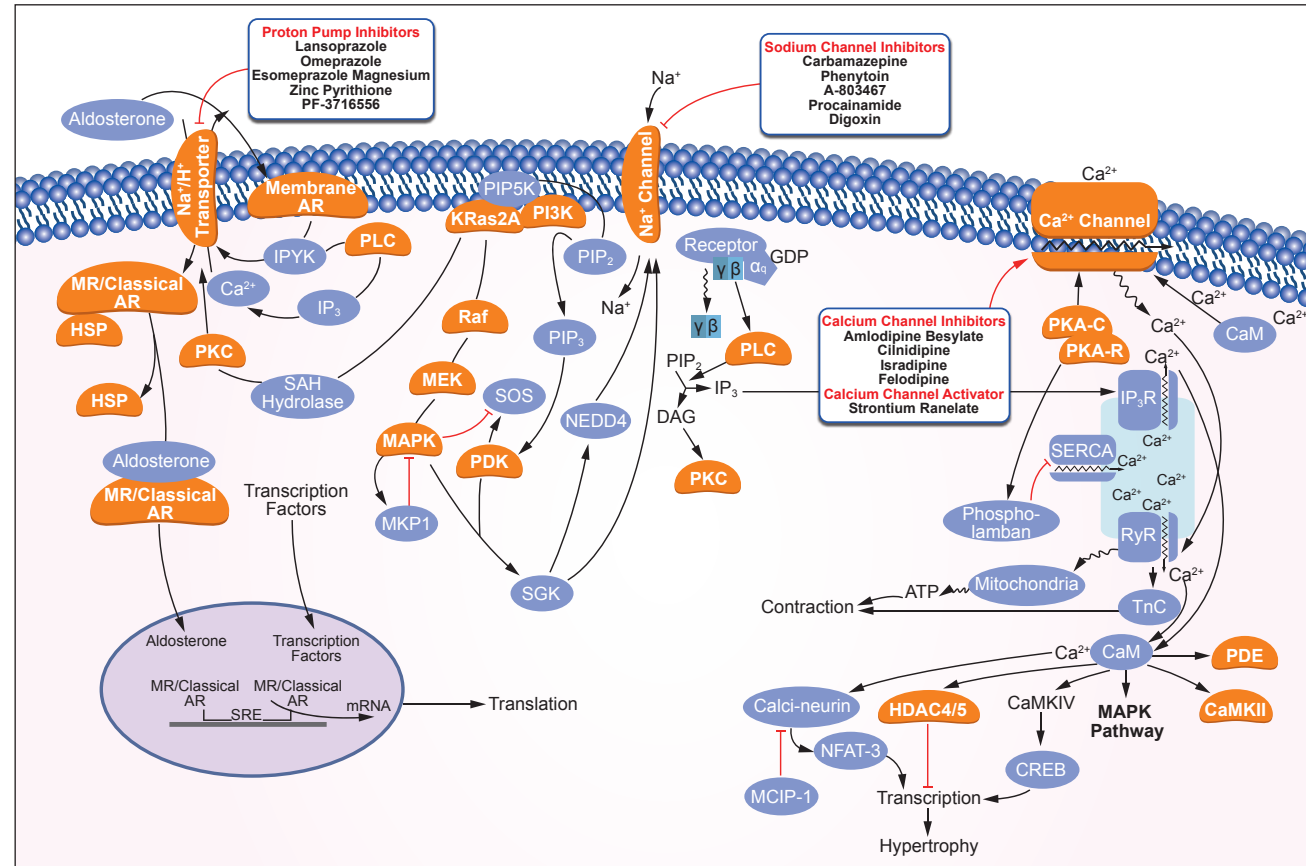 Proton Pump Inhibitors
Lansoprazole
Omeprazole
Esomeprazole Magnesium
Zinc Pyrithione
PF-3716556
Sodium Channel Inhibitors
Carbamazepine
Phenytoin
A-803467
Procainamide
Digoxin
Na⁺
Aldosterone
Na⁺/H⁺
Transporter
Membrane
AR
IPYK
PLC
Ca²⁺
IP₃
MR/Classical
AR
HSP
HSP
PKC
SAH
Hydrolase
PIP5K
KRas2A
PI3K
PIP₂
Raf
PIP₃
MEK
SOS
MAPK
PDK
MKP1
NEDD4
SGK
Na⁺ Channel
Na⁺
Receptor
γ β
αq
GDP
γ β
PLC
PIP₂
IP₃
DAG
PKC
Calcium Channel Inhibitors
Amlodipine Besylate
Cilnidipine
Isradipine
Felodipine
Calcium Channel Activator
Strontium Ranelate
Ca²⁺
Ca²⁺ Channel
Ca²⁺
Ca²⁺
Ca²⁺
CaM
PKA-C
PKA-R
Ca²⁺
IP₃R
Ca²⁺
SERCA
Ca²⁺
Ca²⁺
Ca²⁺
Ca²⁺
Phospho-
lamban
RyR
Ca²⁺
Mitochondria
ATP
Contraction
TnC
Ca²⁺
CaM
PDE
CaMKII
MAPK
Pathway
CaMKIV
CREB
HDAC4/5
Calci-neurin
NFAT-3
MCIP-1
Transcription
Hypertrophy
Aldosterone
MR/Classical
AR
Transcription
Factors
Aldosterone
Transcription
Factors
MR/Classical
AR
MR/Classical
AR
SRE
mRNA
Translation